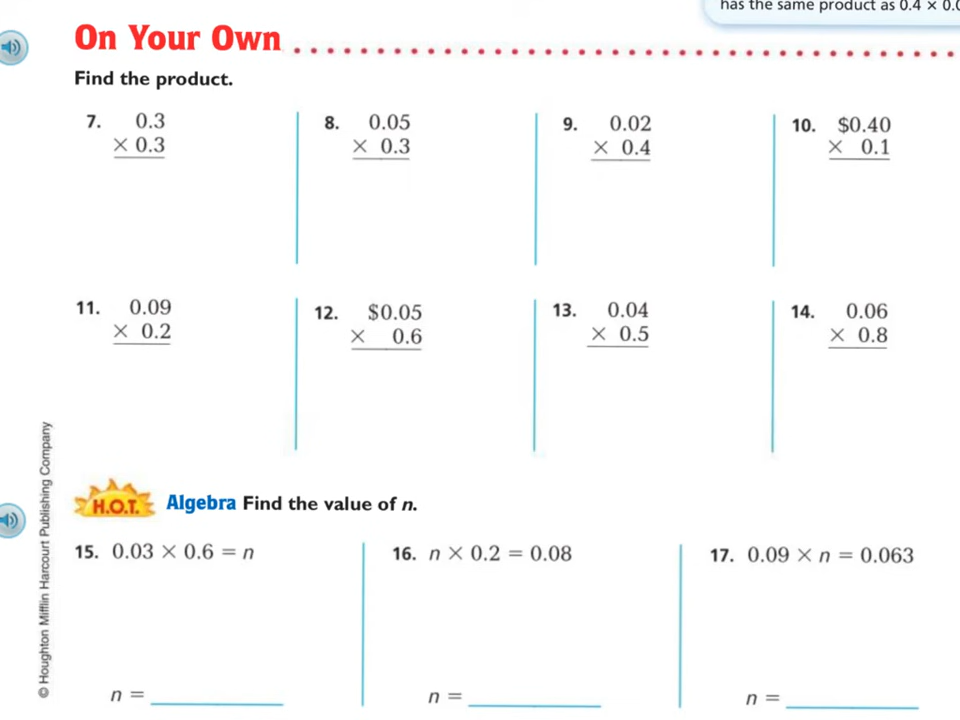 has the same product as 0.4 × 0.0
On Your Own
Find the product.
7. 0.3
× 0.3
8. 0.05
× 0.3
9. 0.02
× 0.4
10. $0.40
× 0.1
11. 0.09
× 0.2
12. $0.05
× 0.6
13. 0.04
× 0.5
14. 0.06
× 0.8
H.O.T. Algebra Find the value of n.
15. 0.03 × 0.6 = n
16. n × 0.2 = 0.08
17. 0.09 × n = 0.063
n =
n =
n =
© Houghton Mifflin Harcourt Publishing Company